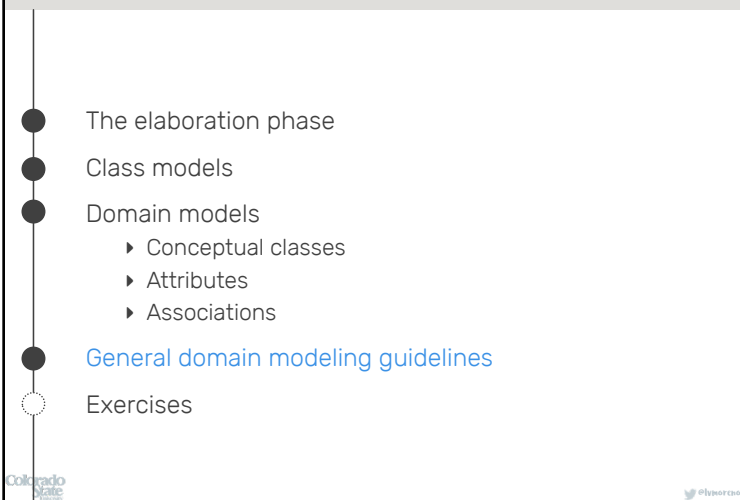 The elaboration phase
Class models
Domain models
Conceptual classes
Attributes
Associations
General domain modeling guidelines
Exercises
Colorado
State